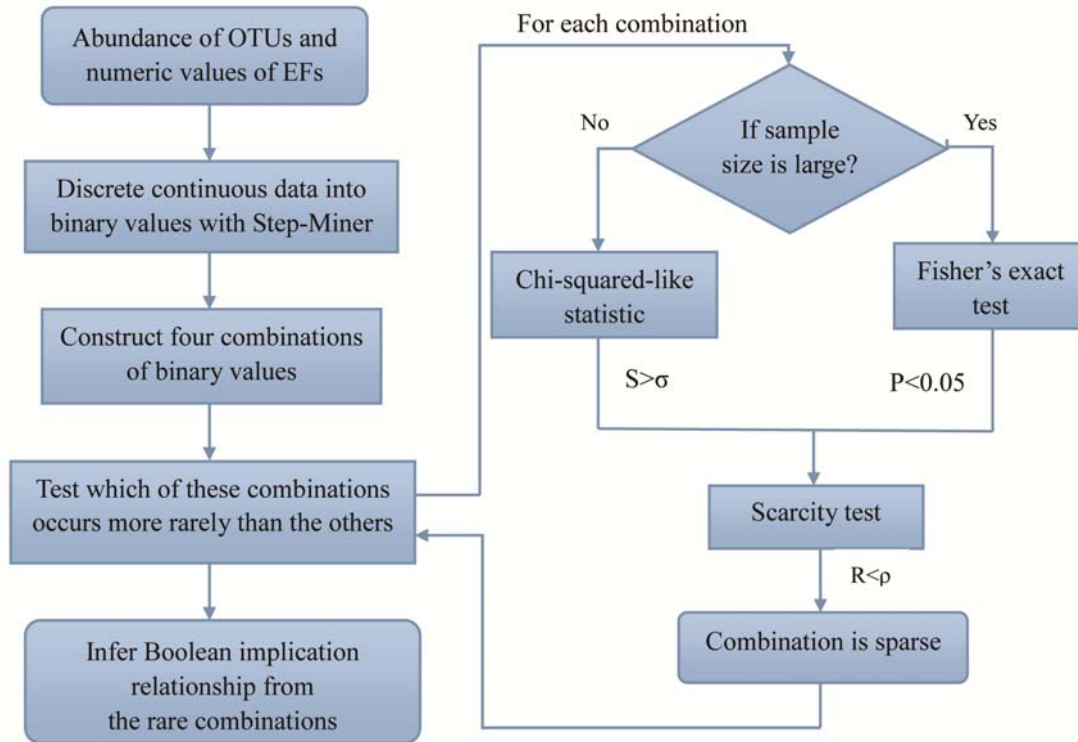 Abundance of OTUs and
numeric values of EFs
Discrete continuous data into
binary values with Step-Miner
Construct four combinations
of binary values
Test which of these combinations
occurs more rarely than the others
Infer Boolean implication
relationship from
the rare combinations
For each combination
If sample
size is large?
No
Yes
Chi-squared-like
statistic
Fisher’s exact
test
S>σ
P<0.05
Scarcity test
R<ρ
Combination is sparse